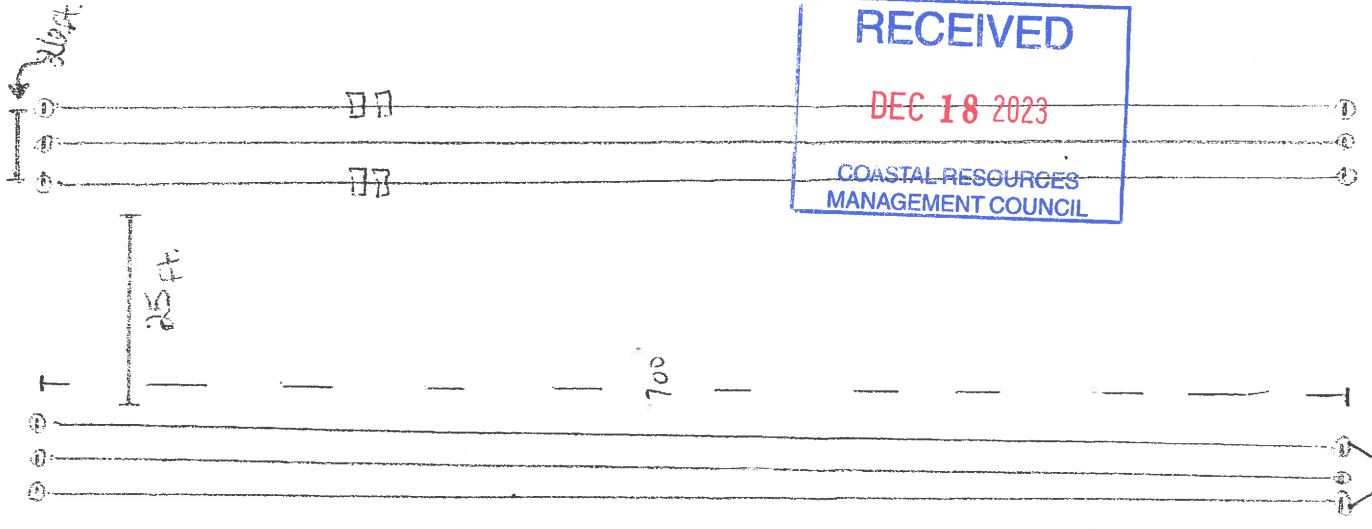 RECEIVED
DEC 18 2023
COASTAL RESOURCES
MANAGEMENT COUNCIL
25 ft.
700